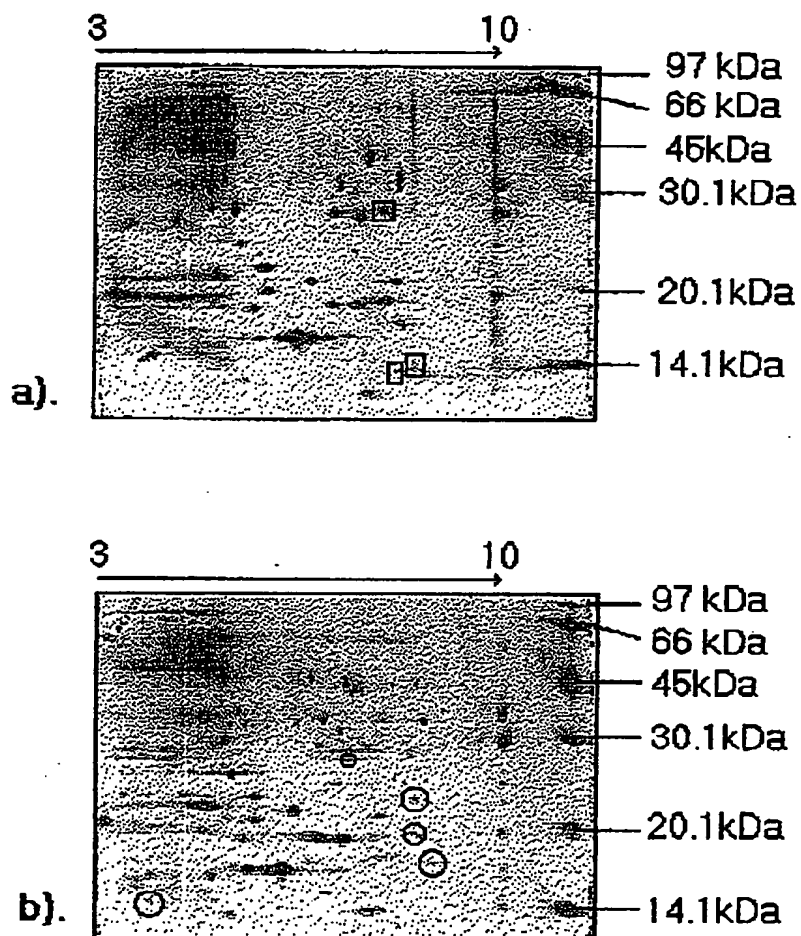 3 10
97 kDa
66 kDa
45kDa
30.1kDa
20.1kDa
14.1kDa
a).
3 10
97 kDa
66 kDa
45kDa
30.1kDa
20.1kDa
14.1kDa
b).